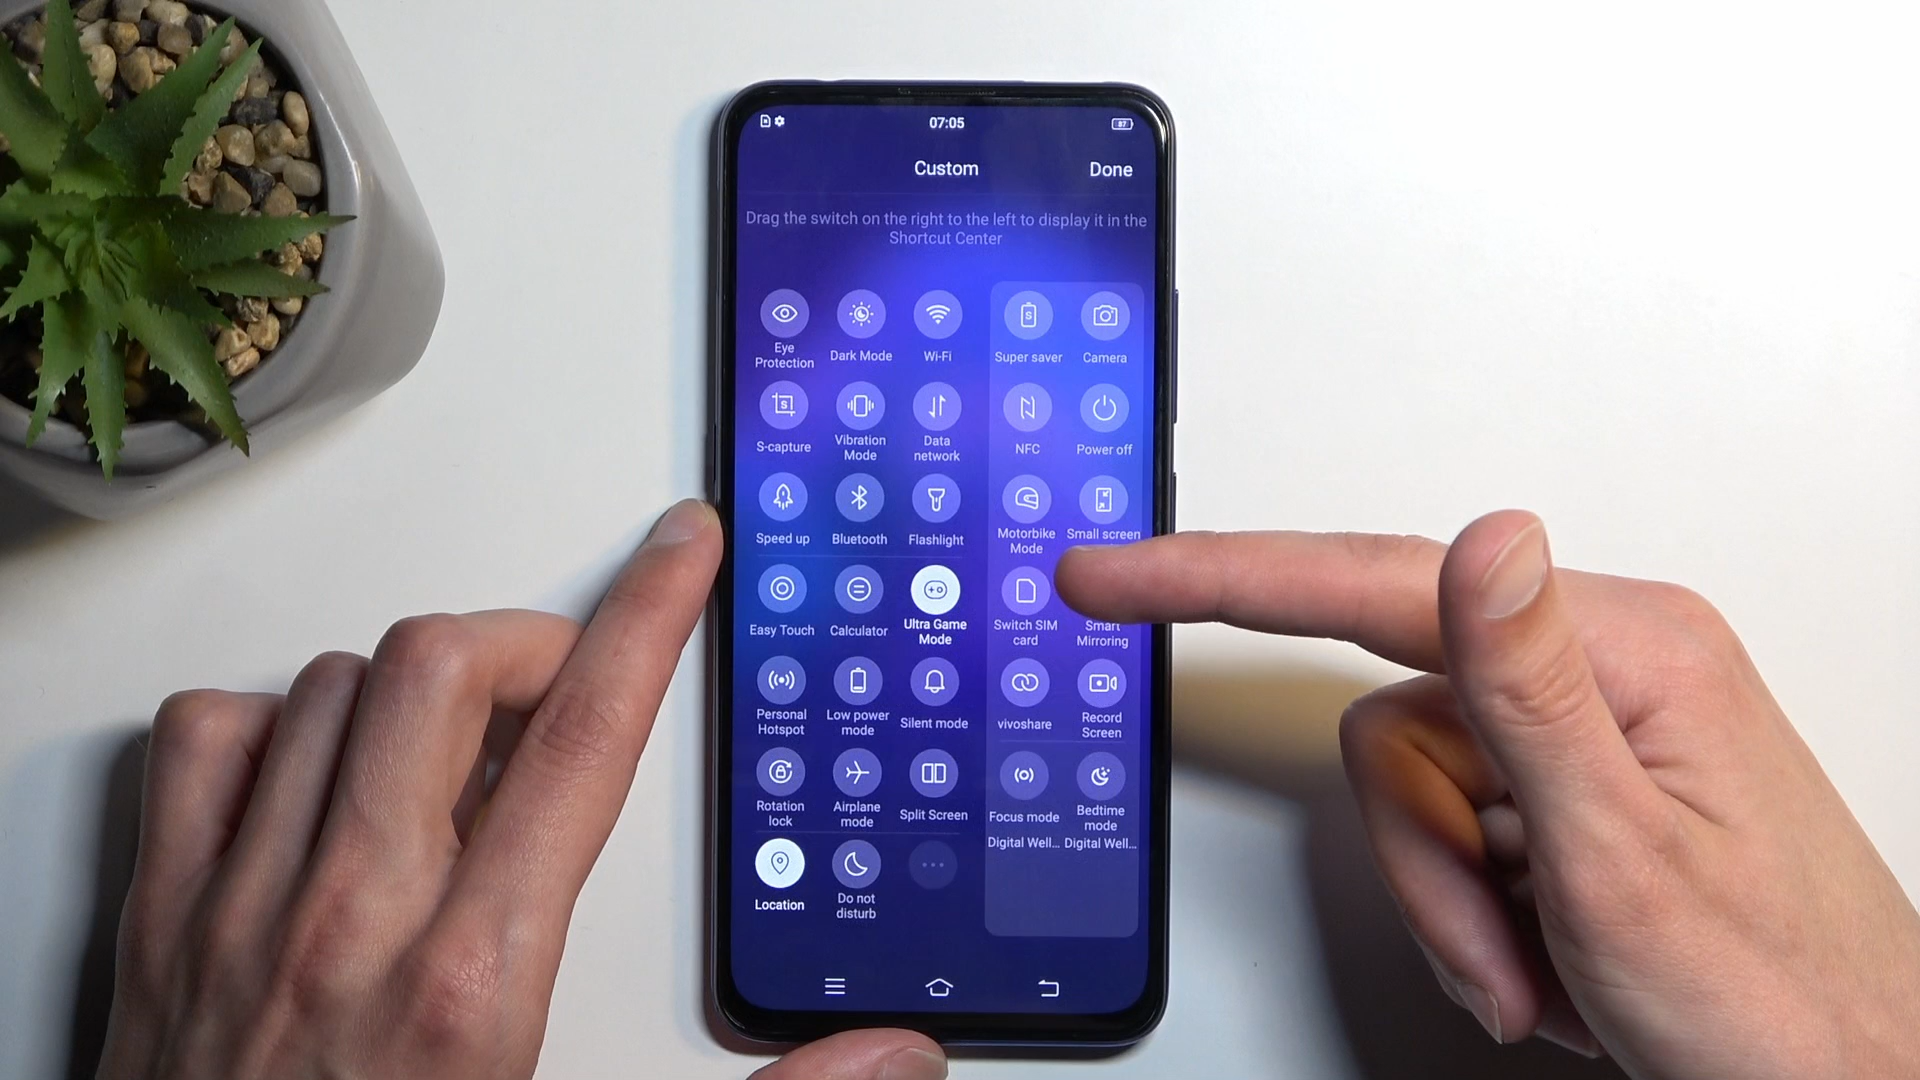 07:05
87
Custom
Done
Drag the switch on the right to the left to display it in the
Shortcut Center
Eye
Protection
Dark Mode
Wi-Fi
Super saver
Camera
S-capture
Vibration
Mode
Data
network
NFC
Power off
Speed up
Bluetooth
Flashlight
Motorbike
Mode
Small screen
Easy Touch
Calculator
Ultra Game
Mode
Switch SIM
card
Smart
Mirroring
Personal
Hotspot
Low power
mode
Silent mode
vivoshare
Record
Screen
Rotation
lock
Airplane
mode
Split Screen
Focus mode
Digital Well...
Bedtime
mode
Digital Well...
Location
Do not
disturb